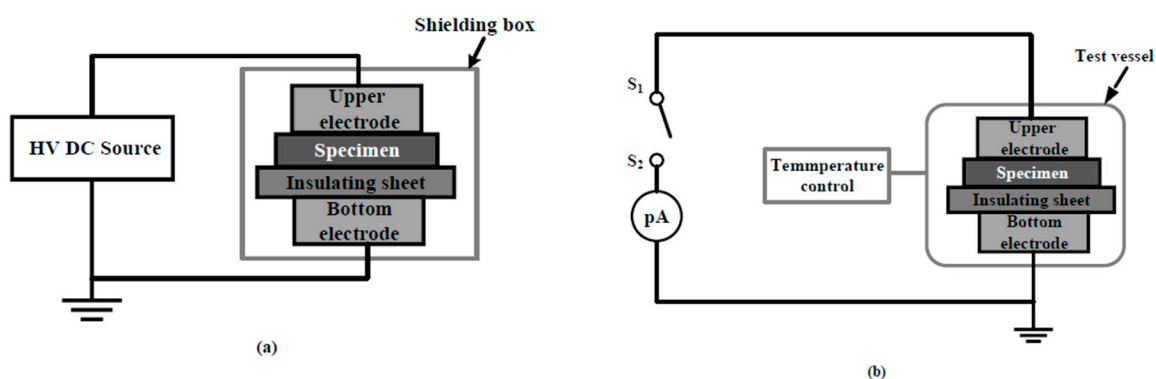 Shielding box
HV DC Source
Upper
electrode
Specimen
Insulating sheet
Bottom
electrode
(a)
S1
S2
pA
Temmperature
control
Test vessel
Upper
electrode
Specimen
Insulating sheet
Bottom
electrode
(b)